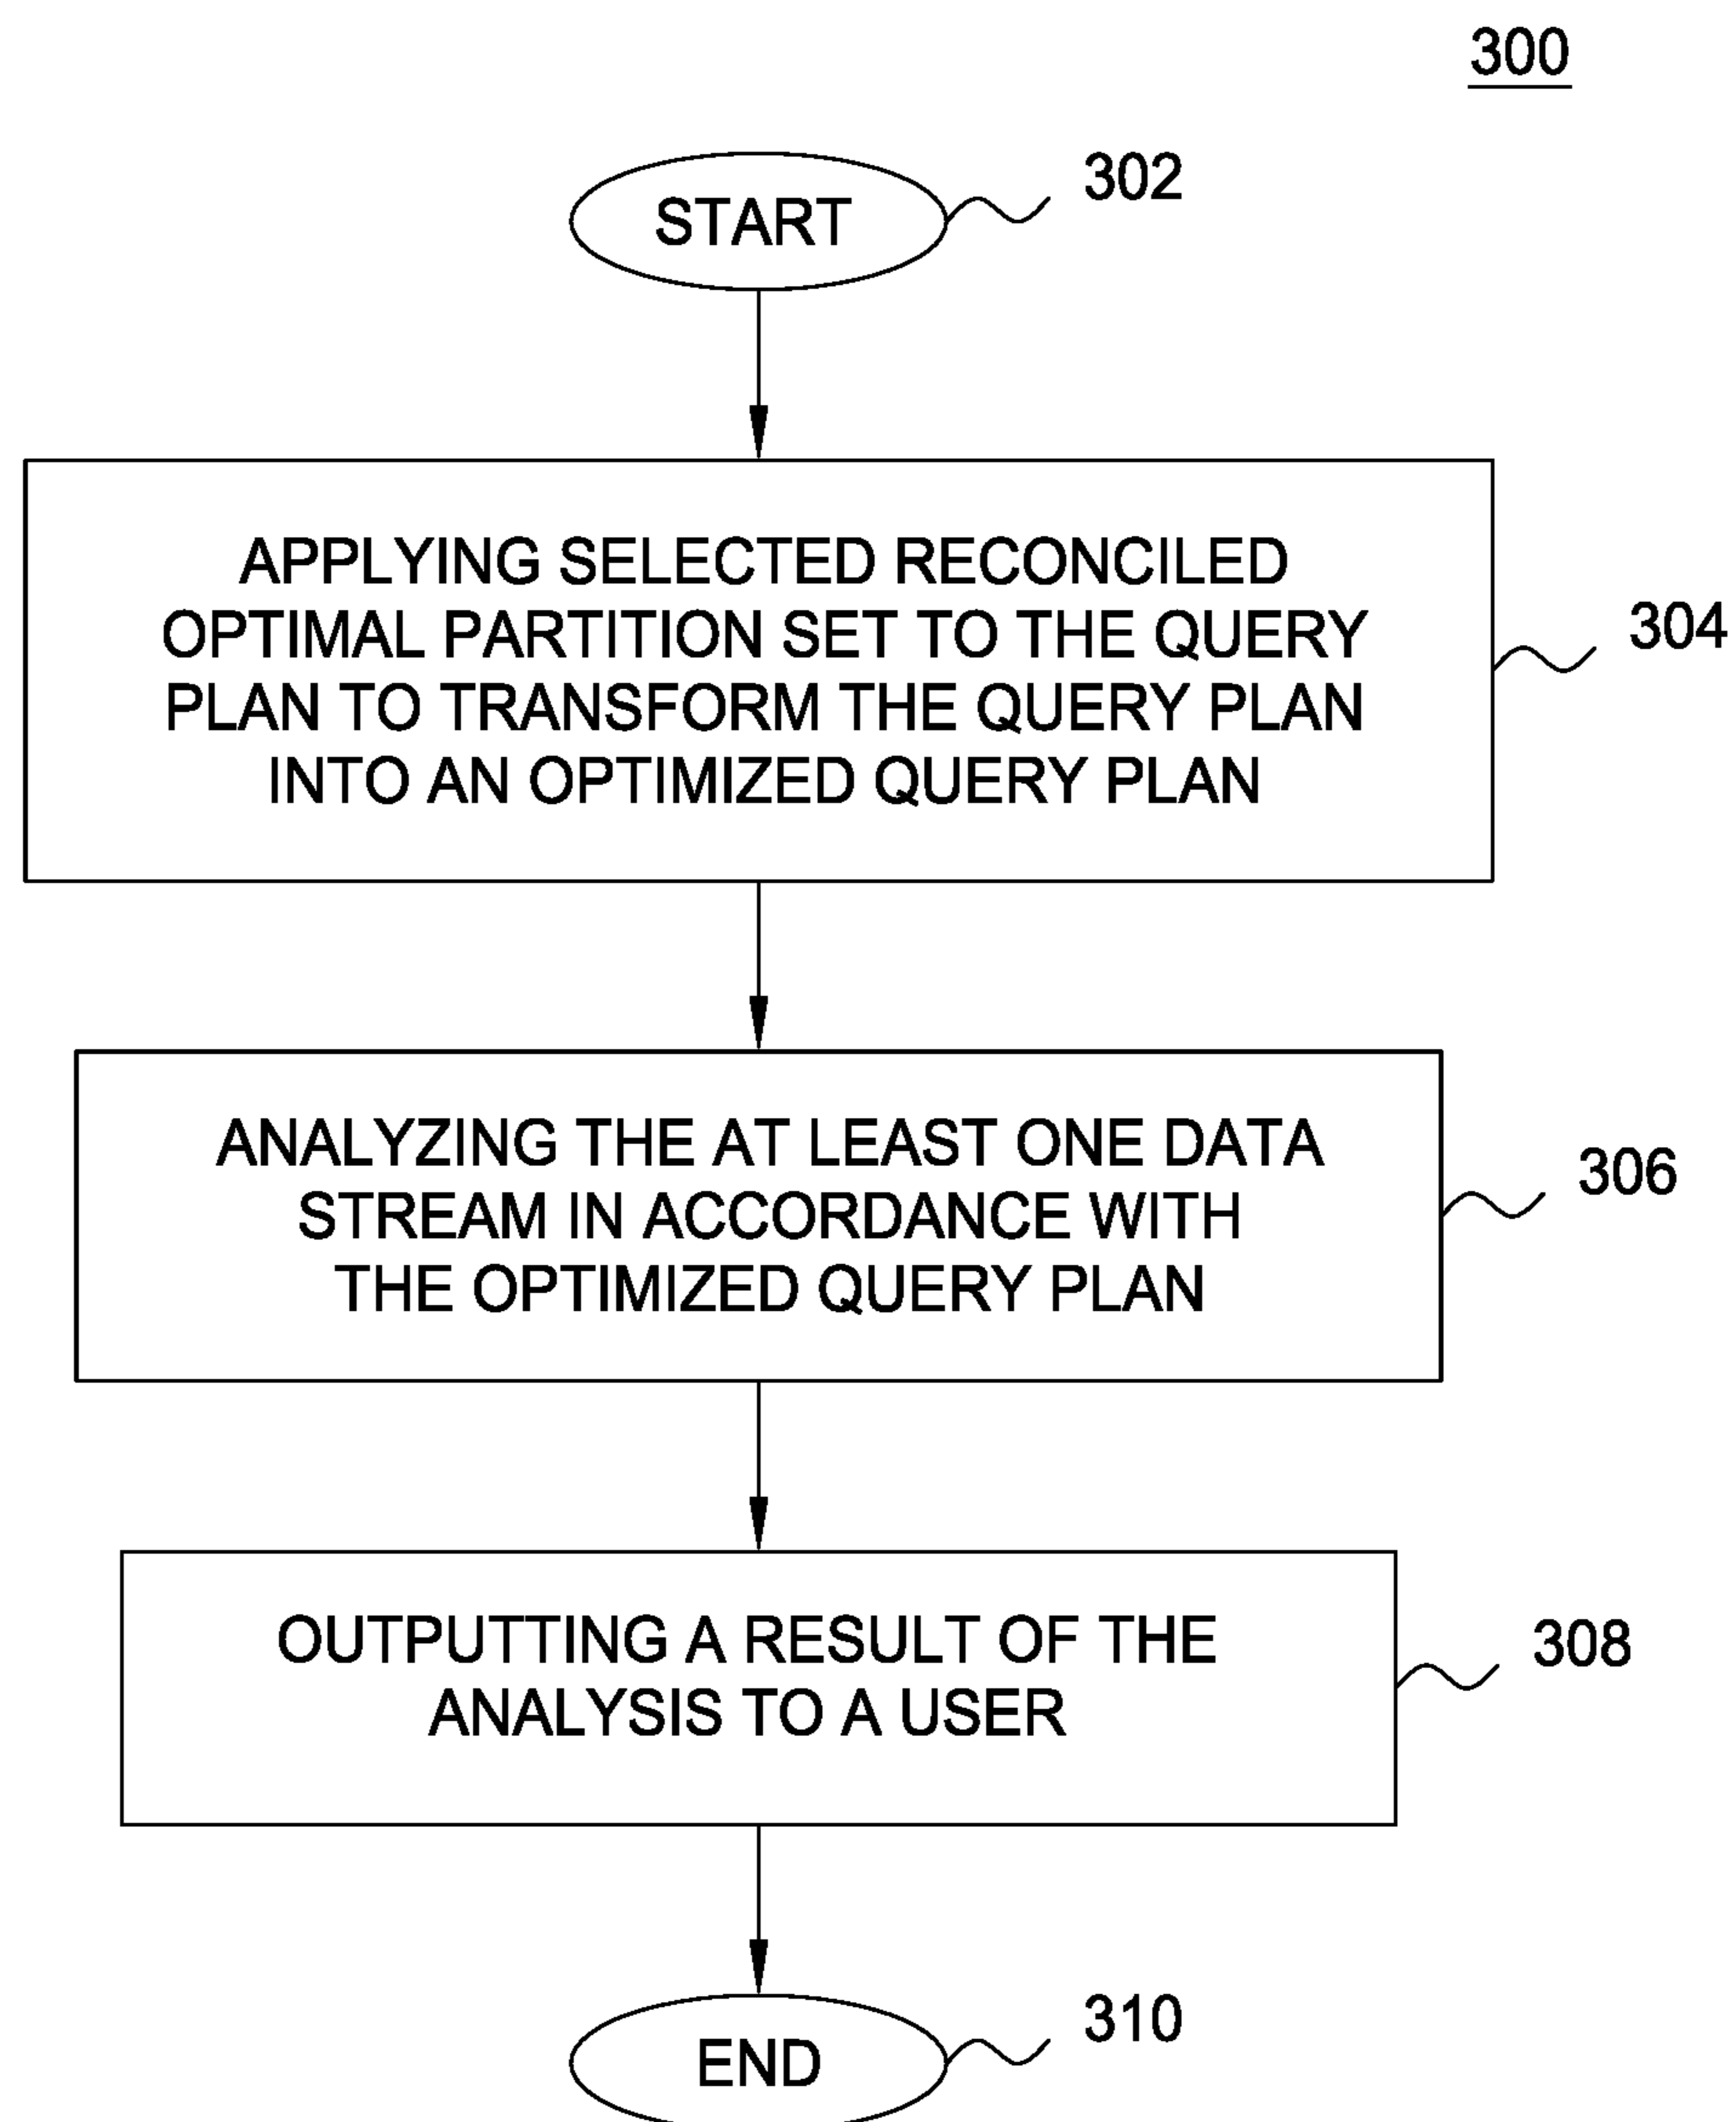 300
START
302
APPLYING SELECTED RECONCILED
OPTIMAL PARTITION SET TO THE QUERY
PLAN TO TRANSFORM THE QUERY PLAN
INTO AN OPTIMIZED QUERY PLAN
304
ANALYZING THE AT LEAST ONE DATA
STREAM IN ACCORDANCE WITH
THE OPTIMIZED QUERY PLAN
306
OUTPUTTING A RESULT OF THE
ANALYSIS TO A USER
308
END
310